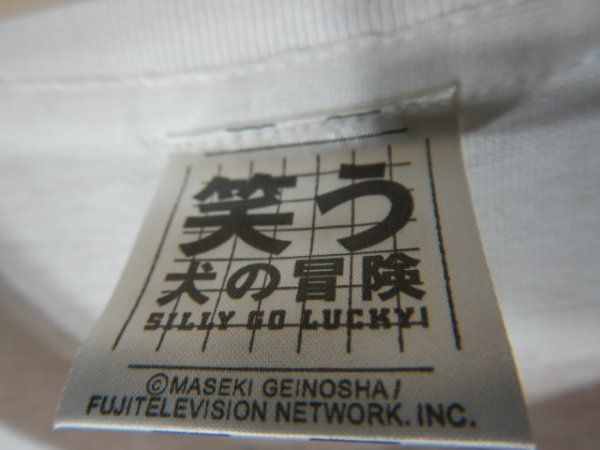 笑う
犬の冒険
SILLY GO LUCKY!
©MASEKI GEINOSHA/
FUJITELEVISION NETWORK. INC.